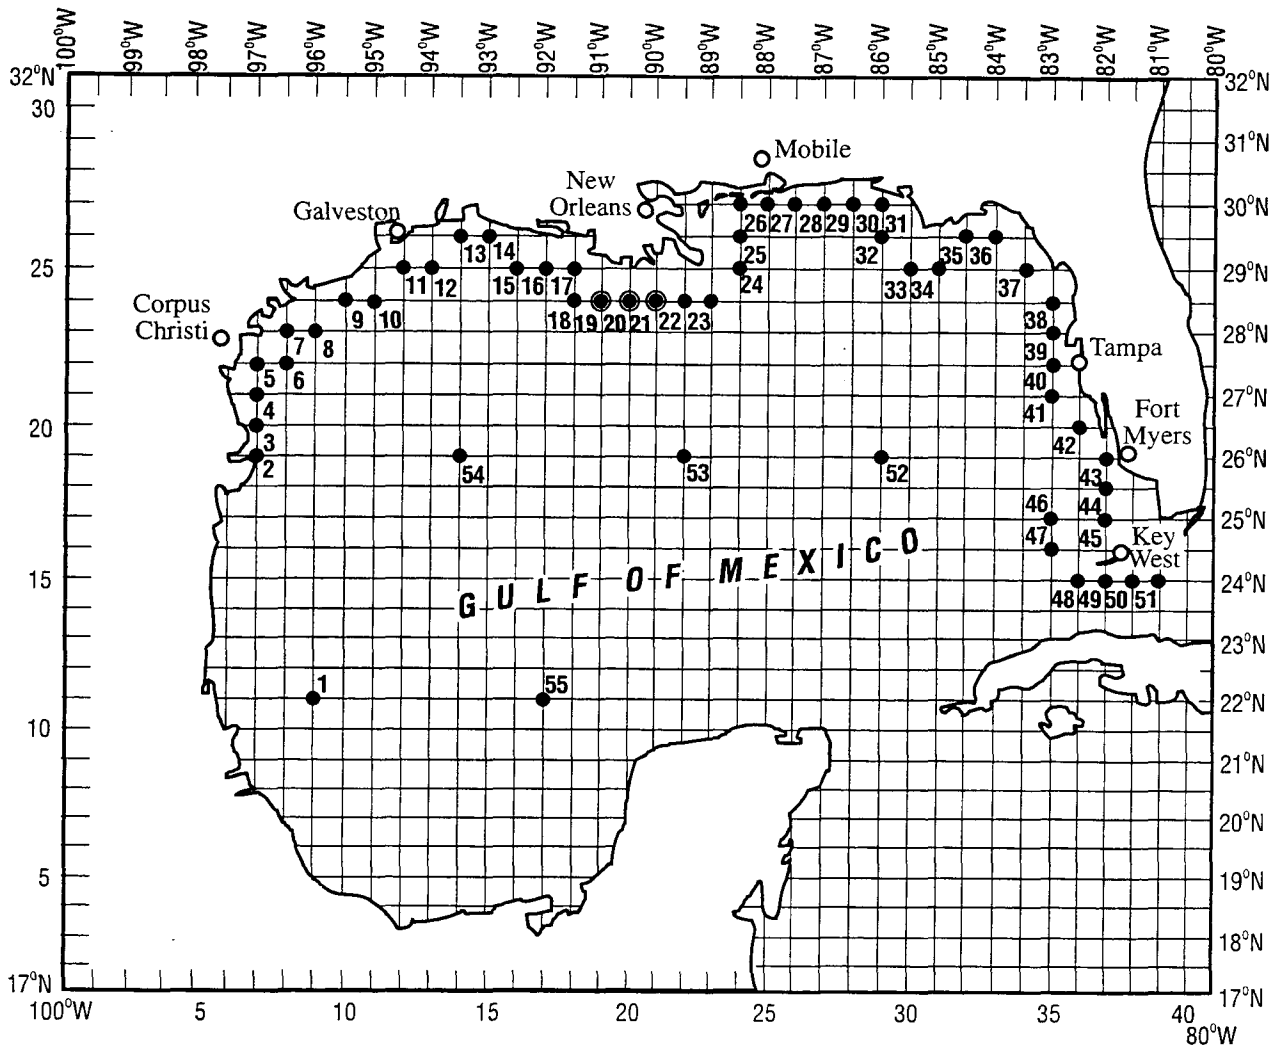 100°W 99°W 98°W 97°W 96°W 95°W 94°W 93°W 92°W 91°W 90°W 89°W 88°W 87°W 86°W 85°W 84°W 83°W 82°W 81°W 80°W
32°N 32°N
30
31°N
Mobile
New
Orleans
Galveston
30°N
26 27 28 29 30 31
13 14 25 32 35 36
25 29°N
11 12 15 16 17 24 33 34 37
Corpus
Christi
9 10 18 19 20 21 22 23 38
28°N
7 8 39 Tampa
5 6 40
27°N
4 41 Fort
Myers
20
3 42
2 54 53 52 43
26°N
46 44
25°N
47 45 Key
West
GULF OF MEXICO
15 24°N
48 49 50 51
23°N
1 55
22°N
10
21°N
20°N
5 19°N
18°N
17°N 17°N
100°W 5 10 15 20 25 30 35 40
80°W